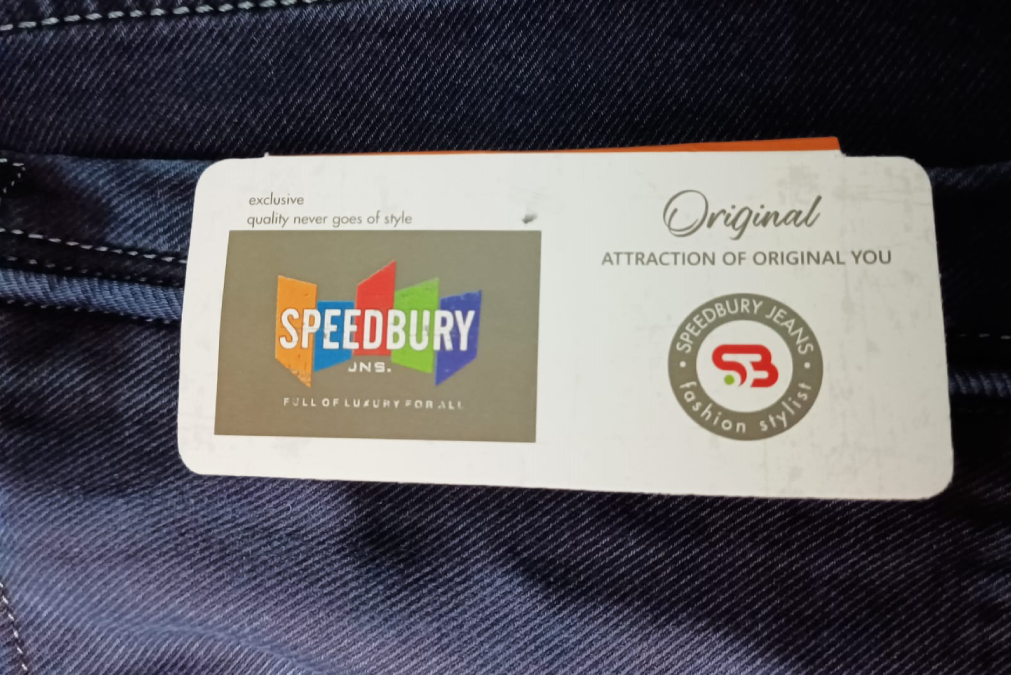 exclusive
quality never goes of style
SPEEDBURY
JNS.
FULL OF LUXURY FOR ALL
Original
ATTRACTION OF ORIGINAL YOU
SPEEDBURY JEANS
SB
fashion stylist